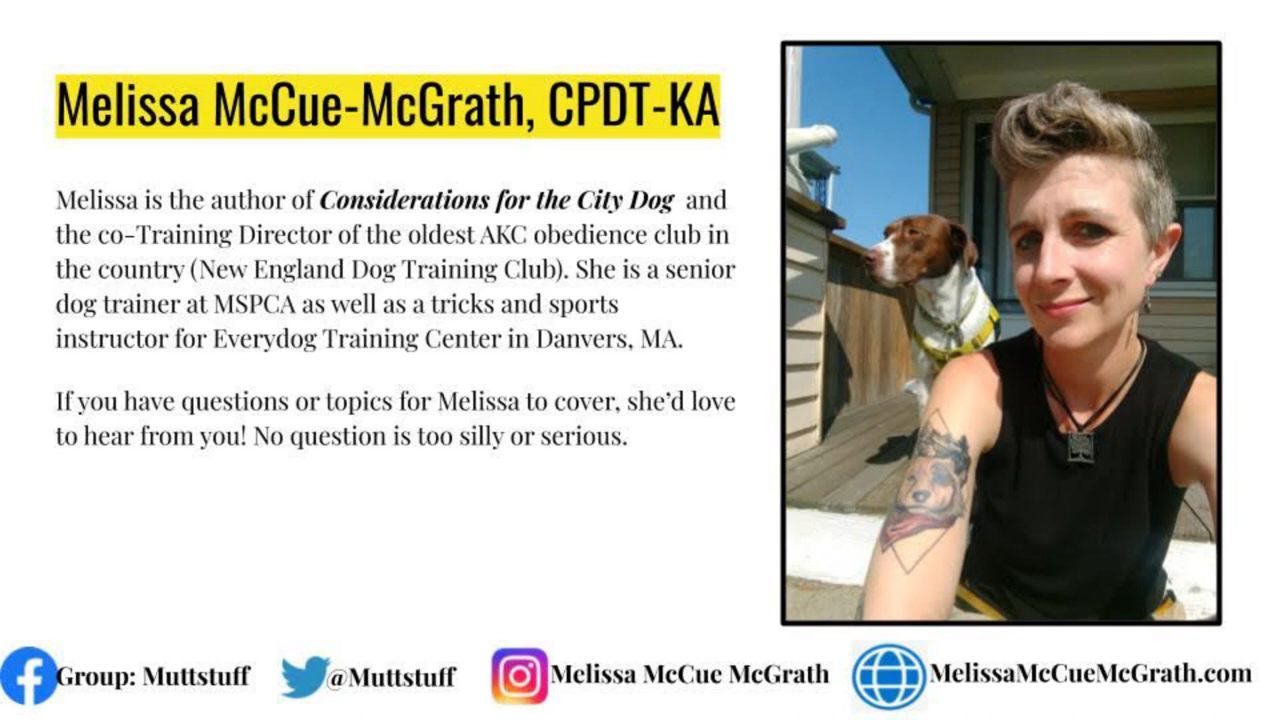 Melissa McCue-McGrath, CPDT-KA
Melissa is the author of Considerations for the City Dog and
the co-Training Director of the oldest AKC obedience club in
the country (New England Dog Training Club). She is a senior
dog trainer at MSPCA as well as a tricks and sports
instructor for Everydog Training Center in Danvers, MA.
If you have questions or topics for Melissa to cover, she’d love
to hear from you! No question is too silly or serious.
Group: Muttstuff
@Muttstuff
Melissa McCue McGrath
MelissaMcCueMcGrath.com